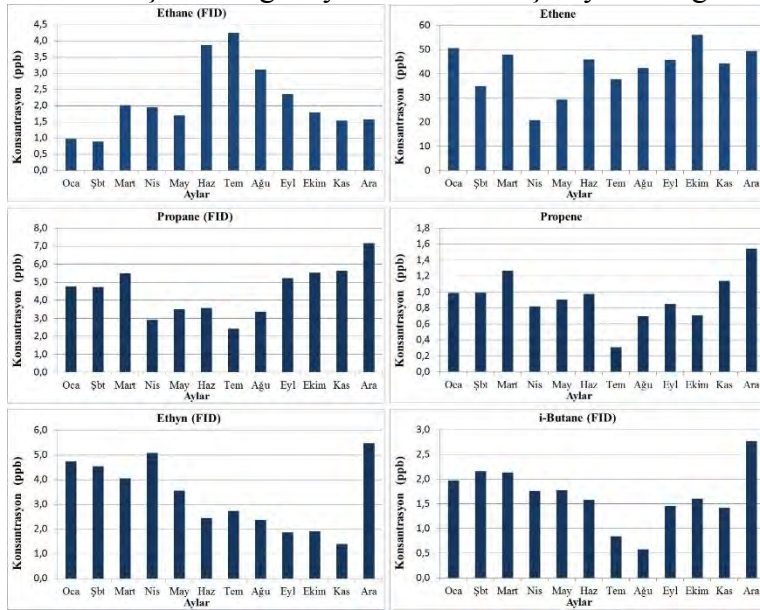 Ethane (FID)
Konsantrasyon (ppb)
4,5
4,0
3,5
3,0
2,5
2,0
1,5
1,0
0,5
0,0
Oca Şbt Mart Nis May Haz Tem Ağu Eyl Ekim Kas Ara
Aylar
Ethene
Konsantrasyon (ppb)
60
50
40
30
20
10
0
Oca Şbt Mart Nis May Haz Tem Ağu Eyl Ekim Kas Ara
Aylar
Propane (FID)
Konsantrasyon (ppb)
8,0
7,0
6,0
5,0
4,0
3,0
2,0
1,0
0,0
Oca Şbt Mart Nis May Haz Tem Ağu Eyl Ekim Kas Ara
Aylar
Propene
Konsantrasyon (ppb)
1,8
1,6
1,4
1,2
1,0
0,8
0,6
0,4
0,2
0,0
Oca Şbt Mart Nis May Haz Tem Ağu Eyl Ekim Kas Ara
Aylar
Ethyn (FID)
Konsantrasyon (ppb)
6,0
5,0
4,0
3,0
2,0
1,0
0,0
Oca Şbt Mart Nis May Haz Tem Ağu Eyl Ekim Kas Ara
Aylar
i-Butane (FID)
Konsantrasyon (ppb)
3,0
2,5
2,0
1,5
1,0
0,5
0,0
Oca Şbt Mart Nis May Haz Tem Ağu Eyl Ekim Kas Ara
Aylar